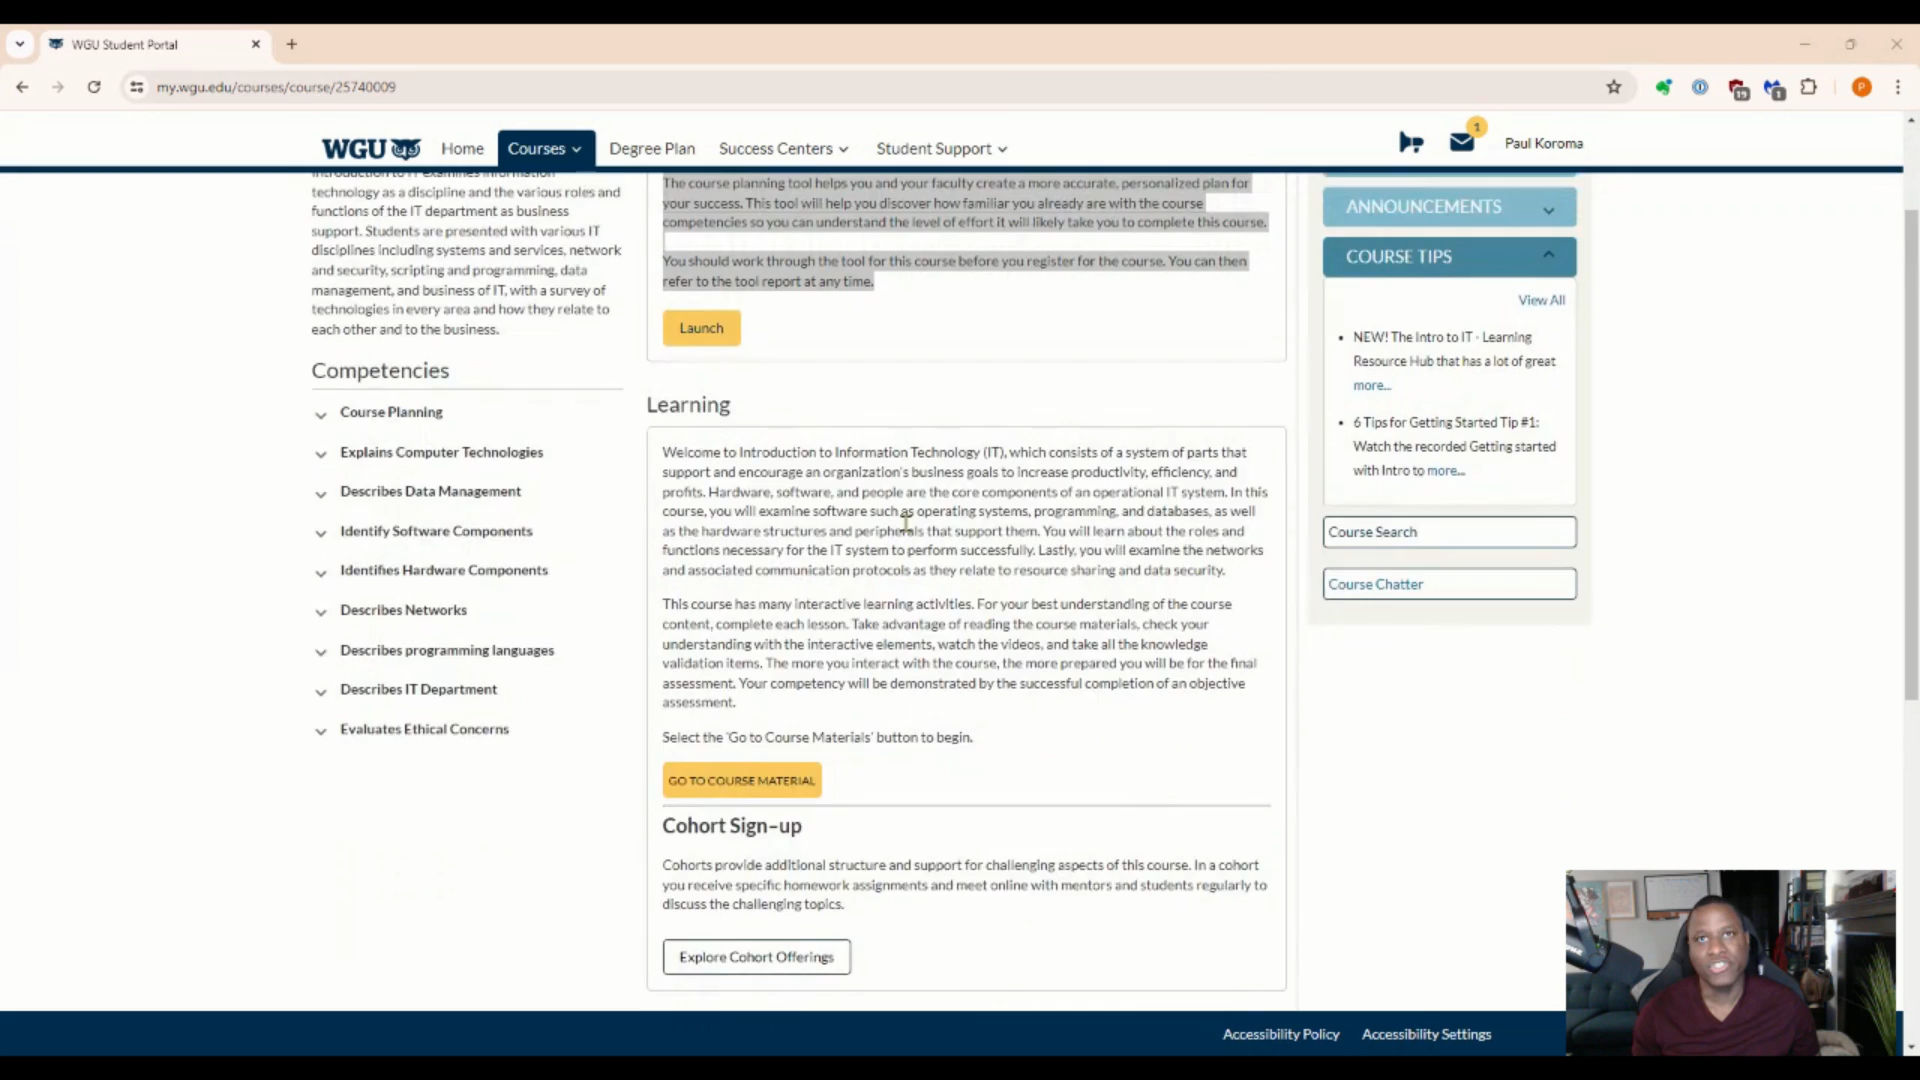 WGU Student Portal
my.wgu.edu/courses/course/25740009
19
1
P
WGU
Home
Courses
Degree Plan
Success Centers
Student Support
1
Paul Koroma
Introduction to IT examines information
technology as a discipline and the various roles and
functions of the IT department as business
support. Students are presented with various IT
disciplines including systems and services, network
and security, scripting and programming, data
management, and business of IT, with a survey of
technologies in every area and how they relate to
each other and to the business.
Competencies
Course Planning
Explains Computer Technologies
Describes Data Management
Identify Software Components
Identifies Hardware Components
Describes Networks
Describes programming languages
Describes IT Department
Evaluates Ethical Concerns
The course planning tool helps you and your faculty create a more accurate, personalized plan for
your success. This tool will help you discover how familiar you already are with the course
competencies so you can understand the level of effort it will likely take you to complete this course.
You should work through the tool for this course before you register for the course. You can then
refer to the tool report at any time.
Launch
Learning
Welcome to Introduction to Information Technology (IT), which consists of a system of parts that
support and encourage an organization's business goals to increase productivity, efficiency, and
profits. Hardware, software, and people are the core components of an operational IT system. In this
course, you will examine software such as operating systems, programming, and databases, as well
as the hardware structures and peripherals that support them. You will learn about the roles and
functions necessary for the IT system to perform successfully. Lastly, you will examine the networks
and associated communication protocols as they relate to resource sharing and data security.
This course has many interactive learning activities. For your best understanding of the course
content, complete each lesson. Take advantage of reading the course materials, check your
understanding with the interactive elements, watch the videos, and take all the knowledge
validation items. The more you interact with the course, the more prepared you will be for the final
assessment. Your competency will be demonstrated by the successful completion of an objective
assessment.
Select the 'Go to Course Materials' button to begin.
GO TO COURSE MATERIAL
Cohort Sign-up
Cohorts provide additional structure and support for challenging aspects of this course. In a cohort
you receive specific homework assignments and meet online with mentors and students regularly to
discuss the challenging topics.
Explore Cohort Offerings
ANNOUNCEMENTS
COURSE TIPS
View All
NEW! The Intro to IT - Learning
Resource Hub that has a lot of great
more...
6 Tips for Getting Started Tip #1:
Watch the recorded Getting started
with Intro to more...
Course Search
Course Chatter
Accessibility Policy
Accessibility Settings